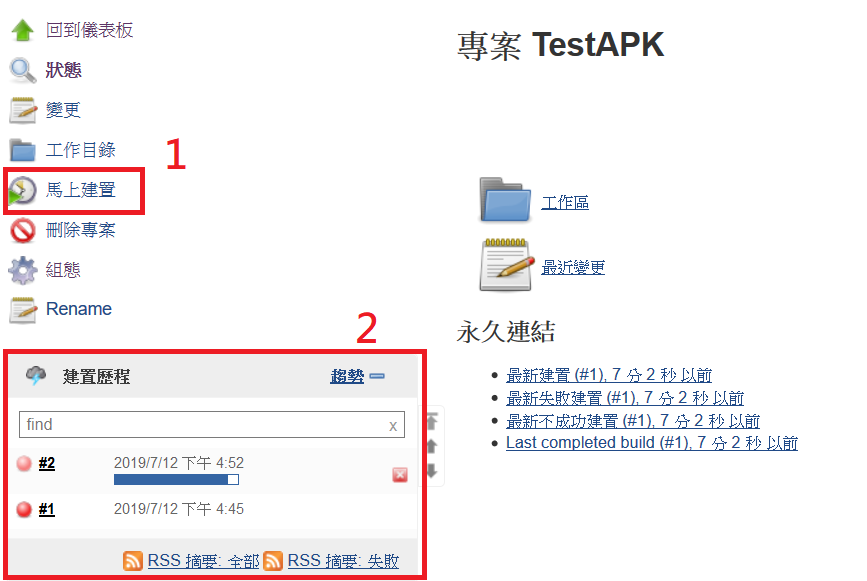 回到儀表板
狀態
變更
工作目錄
1
馬上建置
刪除專案
組態
Rename
2
建置歷程 趨勢
find x
#2 2019/7/12 下午 4:52
#1 2019/7/12 下午 4:45
RSS 摘要: 全部 RSS 摘要: 失敗
專案 TestAPK
工作區
最近變更
永久連結
最新建置 (#1), 7 分 2 秒 以前
最新失敗建置 (#1), 7 分 2 秒 以前
最新不成功建置 (#1), 7 分 2 秒 以前
Last completed build (#1), 7 分 2 秒 以前